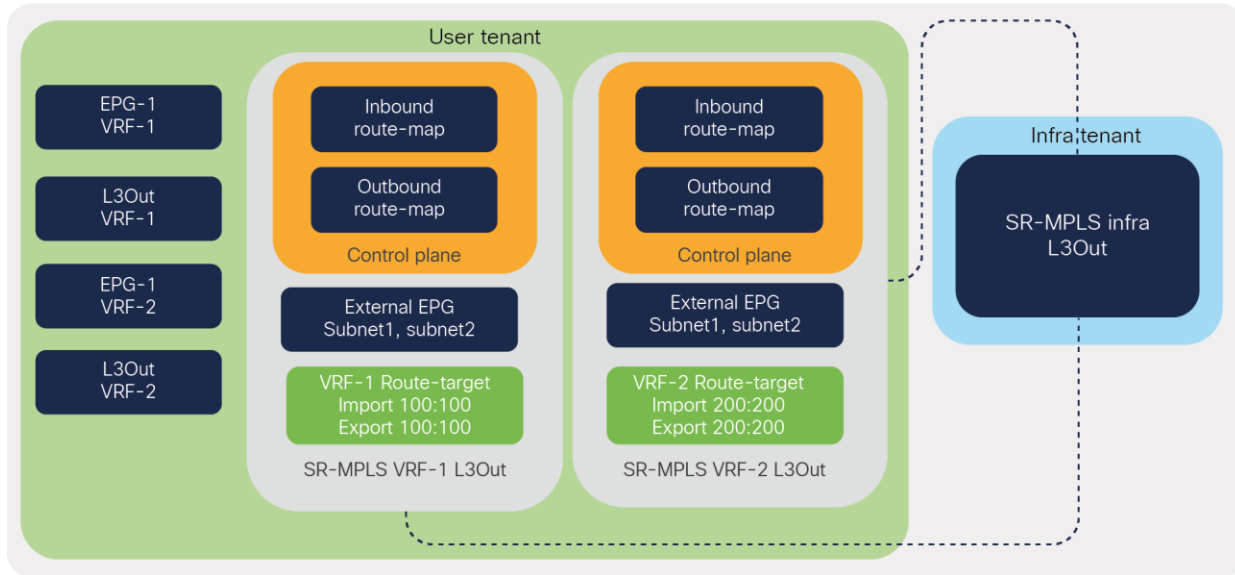 User tenant
EPG-1
VRF-1
L3Out
VRF-1
EPG-1
VRF-2
L3Out
VRF-2
Inbound
route-map
Outbound
route-map
Control plane
External EPG
Subnet1, subnet2
VRF-1 Route-target
Import 100:100
Export 100:100
SR-MPLS VRF-1 L3Out
Inbound
route-map
Outbound
route-map
Control plane
External EPG
Subnet1, subnet2
VRF-2 Route-target
Import 200:200
Export 200:200
SR-MPLS VRF-2 L3Out
Infra tenant
SR-MPLS infra
L3Out